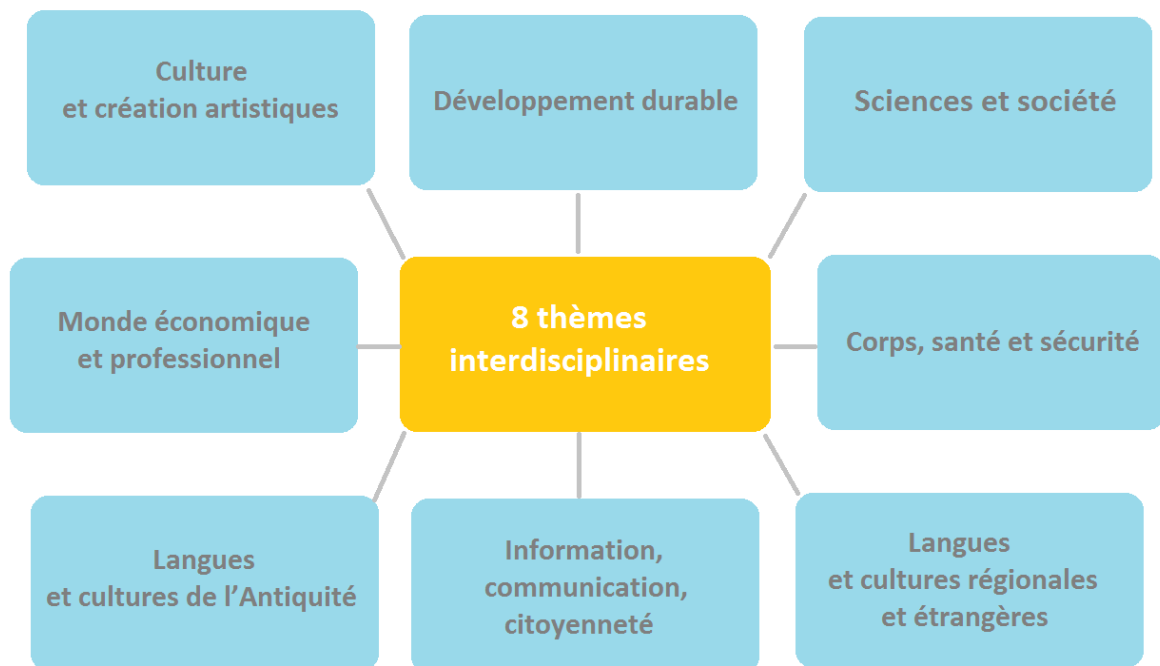 Culture
et création artistiques
Développement durable
Sciences et société
Monde économique
et professionnel
8 thèmes
interdisciplinaires
Corps, santé et sécurité
Langues
et cultures de l'Antiquité
Information,
communication,
citoyenneté
Langues
et cultures régionales
et étrangères